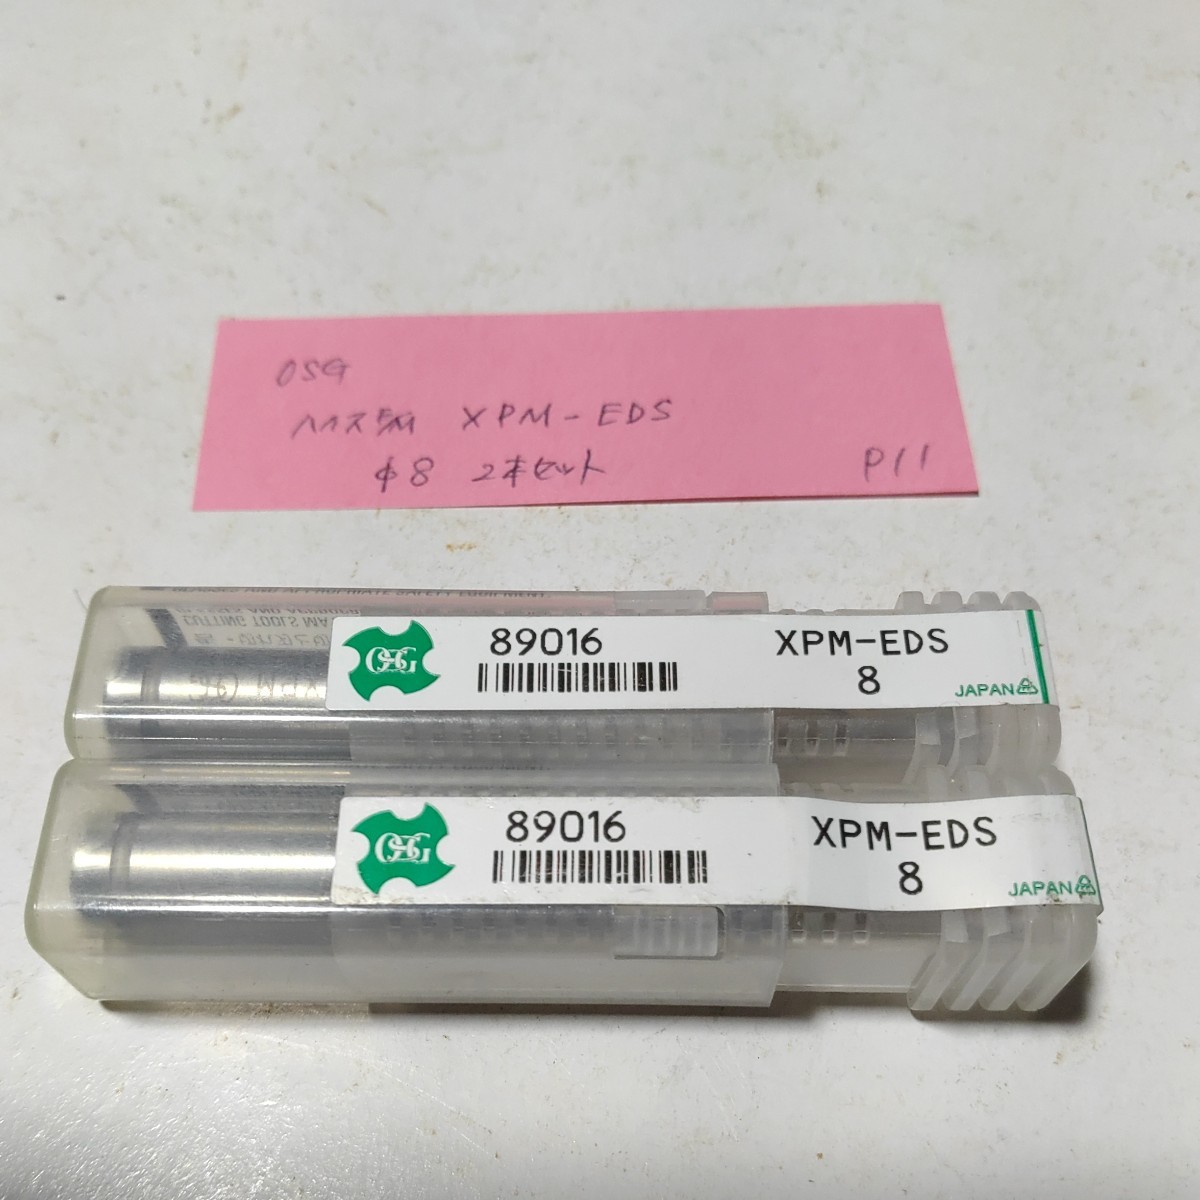 OSG
ハイス XPM-EDS
φ8 2本セット
P11
OSG
89016
XPM-EDS
8
JAPAN
OSG
89016
XPM-EDS
8
JAPAN